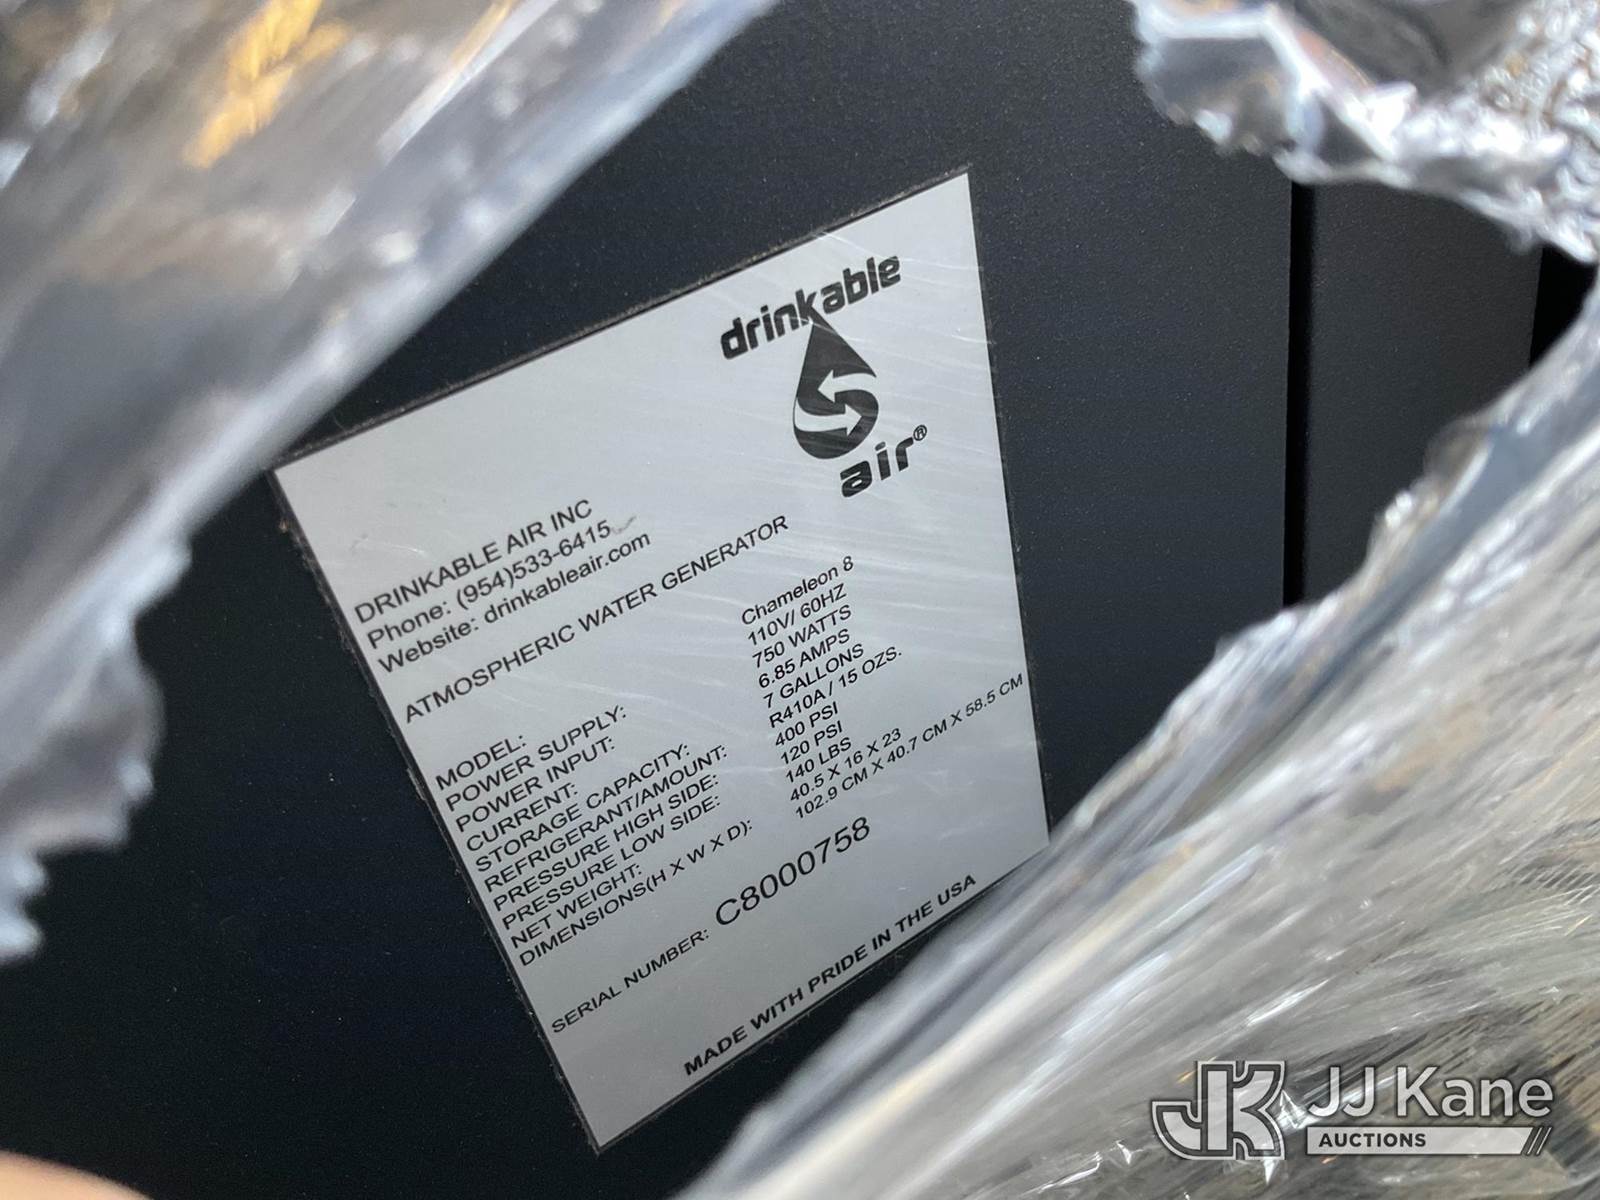 drinkable
air®
DRINKABLE AIR INC
Phone: (954)533-6415
Website: drinkableair.com
ATMOSPHERIC WATER GENERATOR
MODEL: Chameleon 8
POWER SUPPLY: 110V/ 60HZ
POWER INPUT: 750 WATTS
CURRENT: 6.85 AMPS
STORAGE CAPACITY: 7 GALLONS
REFRIGERANT/AMOUNT: R410A / 15 OZS.
PRESSURE HIGH SIDE: 400 PSI
PRESSURE LOW SIDE: 120 PSI
NET WEIGHT: 140 LBS
DIMENSIONS(H X W X D): 40.5 X 16 X 23
102.9 CM X 40.7 CM X 58.5 CM
SERIAL NUMBER: C8000758
MADE WITH PRIDE IN THE USA
JK JJ Kane
AUCTIONS